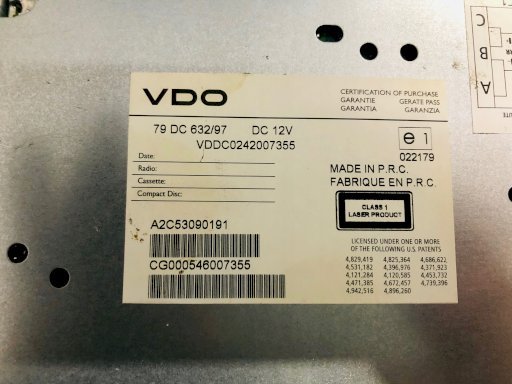 VDO
CERTIFICATION OF PURCHASE
GARANTIE GERATE PASS
GARANTIA GARANZIA
79 DC 632/97 DC 12V
VDDC0242007355
e1
022179
Date:
Radio:
Cassette:
Compact Disc:
MADE IN P.R.C.
FABRIQUE EN P.R.C.
CLASS 1
LASER PRODUCT
A2C53090191
CG000546007355
LICENSED UNDER ONE OR MORE
OF THE FOLLOWING U.S. PATENTS
4,829,419 4,825,364 4,686,622
4,531,182 4,396,976 4,371,923
4,121,284 4,120,585 4,453,732
4,471,385 4,672,457 4,739,396
4,942,516 4,896,260
C
B
A